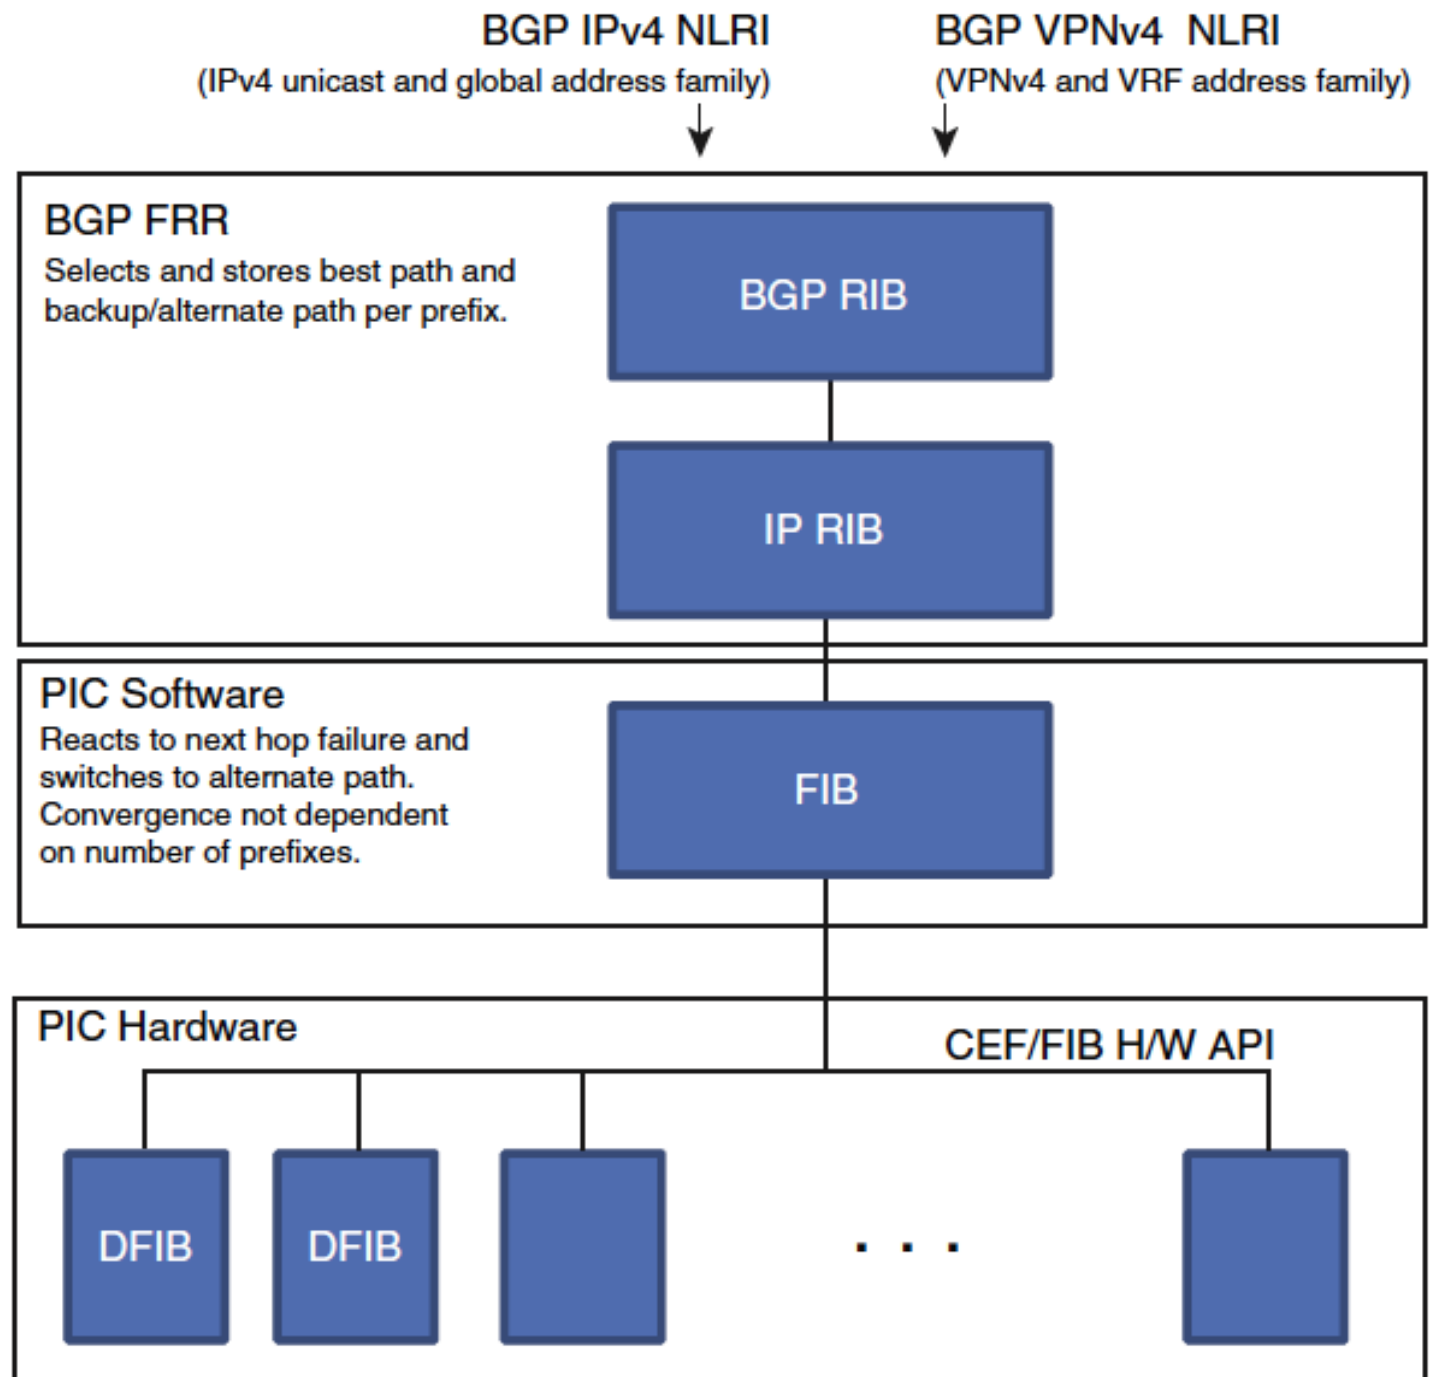 BGP IPv4 NLRI
(IPv4 unicast and global address family)
BGP VPNv4 NLRI
(VPNv4 and VRF address family)
BGP FRR
Selects and stores best path and
backup/alternate path per prefix.
BGP RIB
IP RIB
PIC Software
Reacts to next hop failure and
switches to alternate path.
Convergence not dependent
on number of prefixes.
FIB
PIC Hardware
CEF/FIB H/W API
DFIB
DFIB
. . .